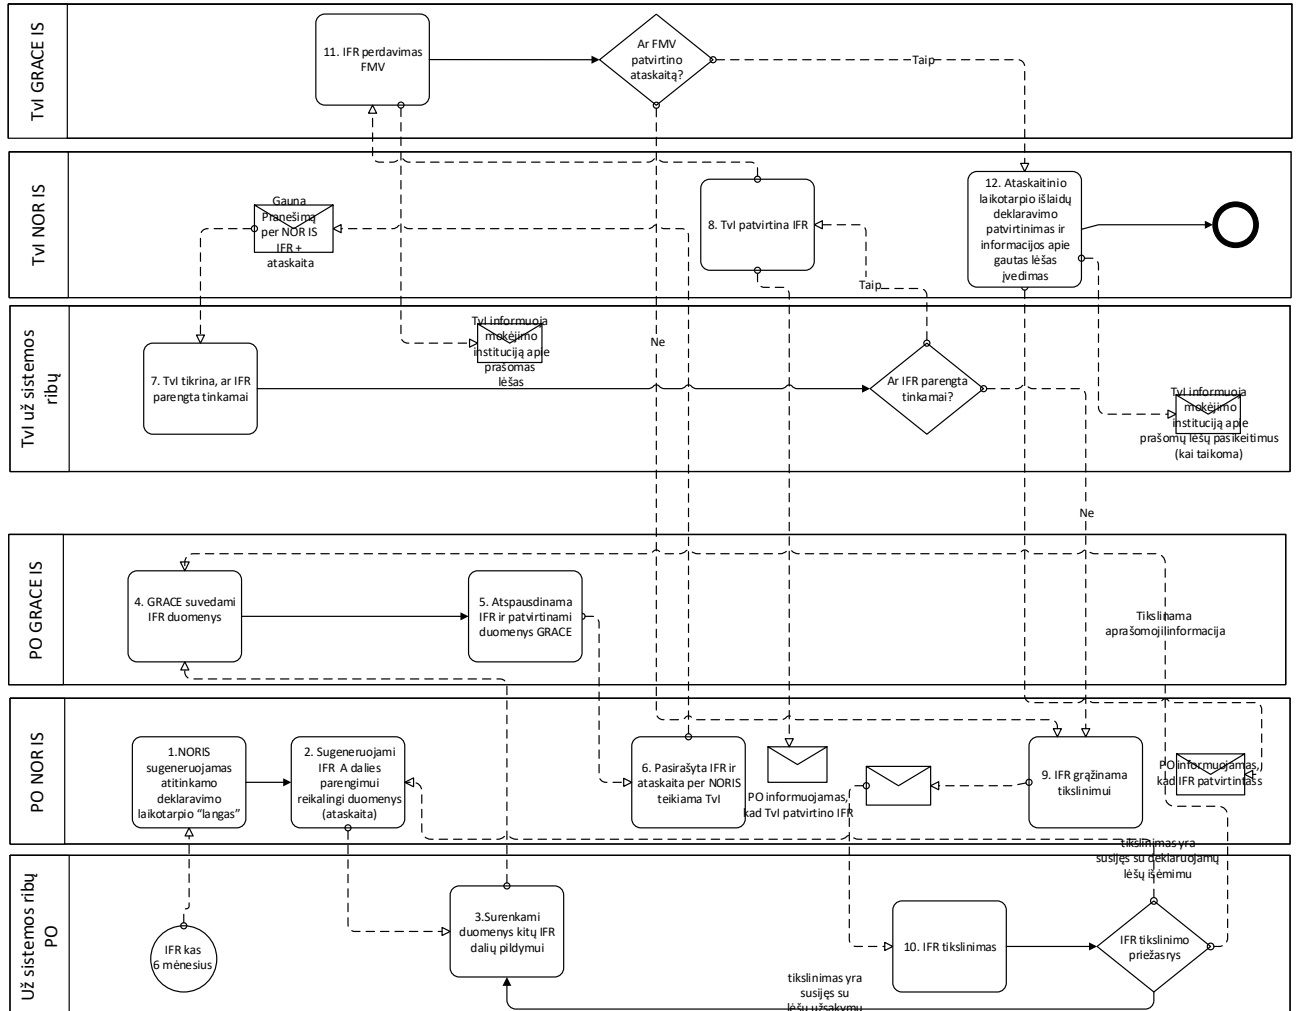 TvI GRACE IS
11. IFR perdavimas
FMV
Ar FMV
patvirtino
ataskaitą?
Taip
TvI NOR IS
Gauna
Pranešimą
per NOR IS
IFR +
ataskaita
8. TvI patvirtina IFR
12. Ataskaitinio
laikotarpio išlaidų
deklaravimo
patvirtinimas ir
informacijos apie
gautas lėšas
įvedimas
Taip
TvI už sistemos
ribų
7. TvI tikrina, ar IFR
parengta tinkamai
TvI informuoja
mokėjimo
instituciją apie
prašomas
lėšas
Ne
Ar IFR parengta
tinkamai?
TvI informuoja
mokėjimo
instituciją apie
prašomų lėšų pasikeitimus
(kai taikoma)
Ne
PO GRACE IS
4. GRACE suvedami
IFR duomenys
5. Atspausdinama
IFR ir patvirtinami
duomenys GRACE
Tikslinama
aprašomojiinformacija
PO NOR IS
1.NORIS
sugeneruojamas
atitinkamo
deklaravimo
laikotarpio “langas”
2. Sugeneruojami
IFR A dalies
parengimui
reikalingi duomenys
(ataskaita)
6. Pasirašyta IFR ir
ataskaita per NORIS
teikiama TvI
PO informuojamas,
kad TvI patvirtino IFR
9. IFR grąžinama
tikslinimui
PO informuojamas,
kad IFR patvirtintass
Už sistemos ribų
PO
IFR kas
6 mėnesius
3.Surenkami
duomenys kitų IFR
dalių pildymui
tikslinimas yra
susijęs su
lėšų užsakymu
10. IFR tikslinimas
tikslinimas yra
susijęs su deklaruojamų
lėšų išėmimu
IFR tikslinimo
priežasrys